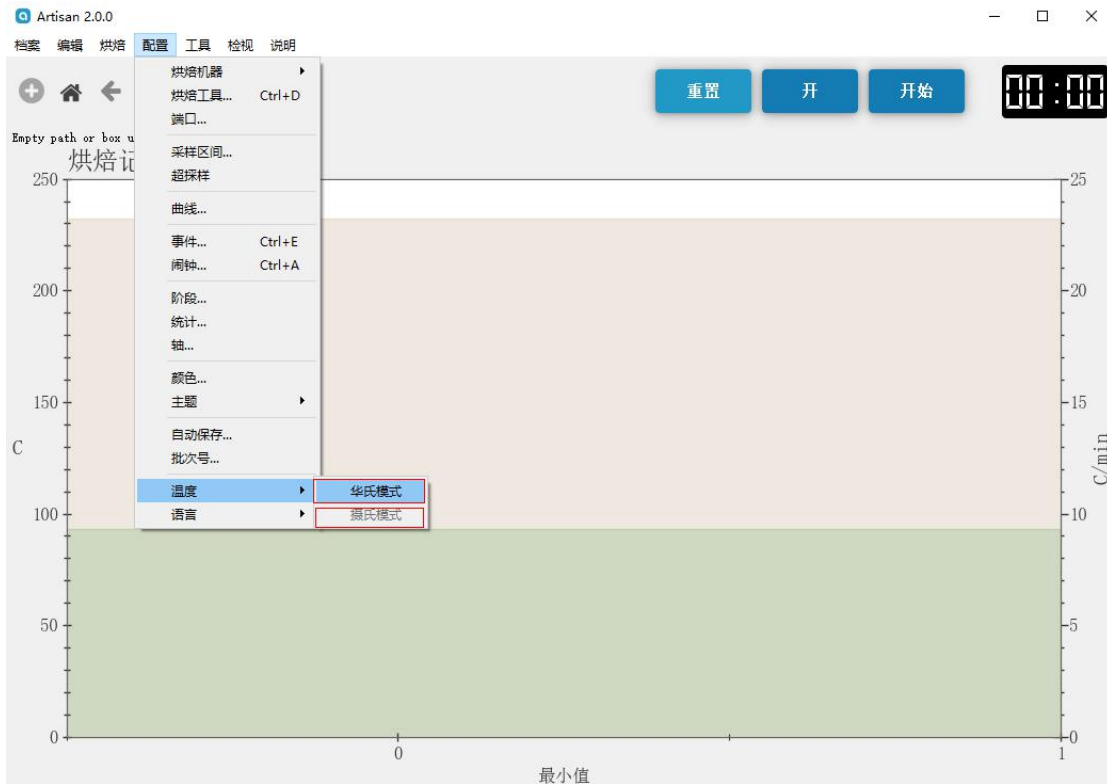 Artisan 2.0.0
档案 编辑 烘焙 配置 工具 检视 说明
烘焙机器
烘焙工具... Ctrl+D
端口...
采样区间...
超采样
曲线...
事件... Ctrl+E
闹钟... Ctrl+A
阶段...
统计...
轴...
颜色...
主题
自动保存...
批次号...
温度
语言
华氏模式
摄氏模式
重置 开 开始 00:00
Empty path or box u
烘焙记
250
200
150
100
50
0
C
25
20
15
10
5
0
C/min
0 1
最小值